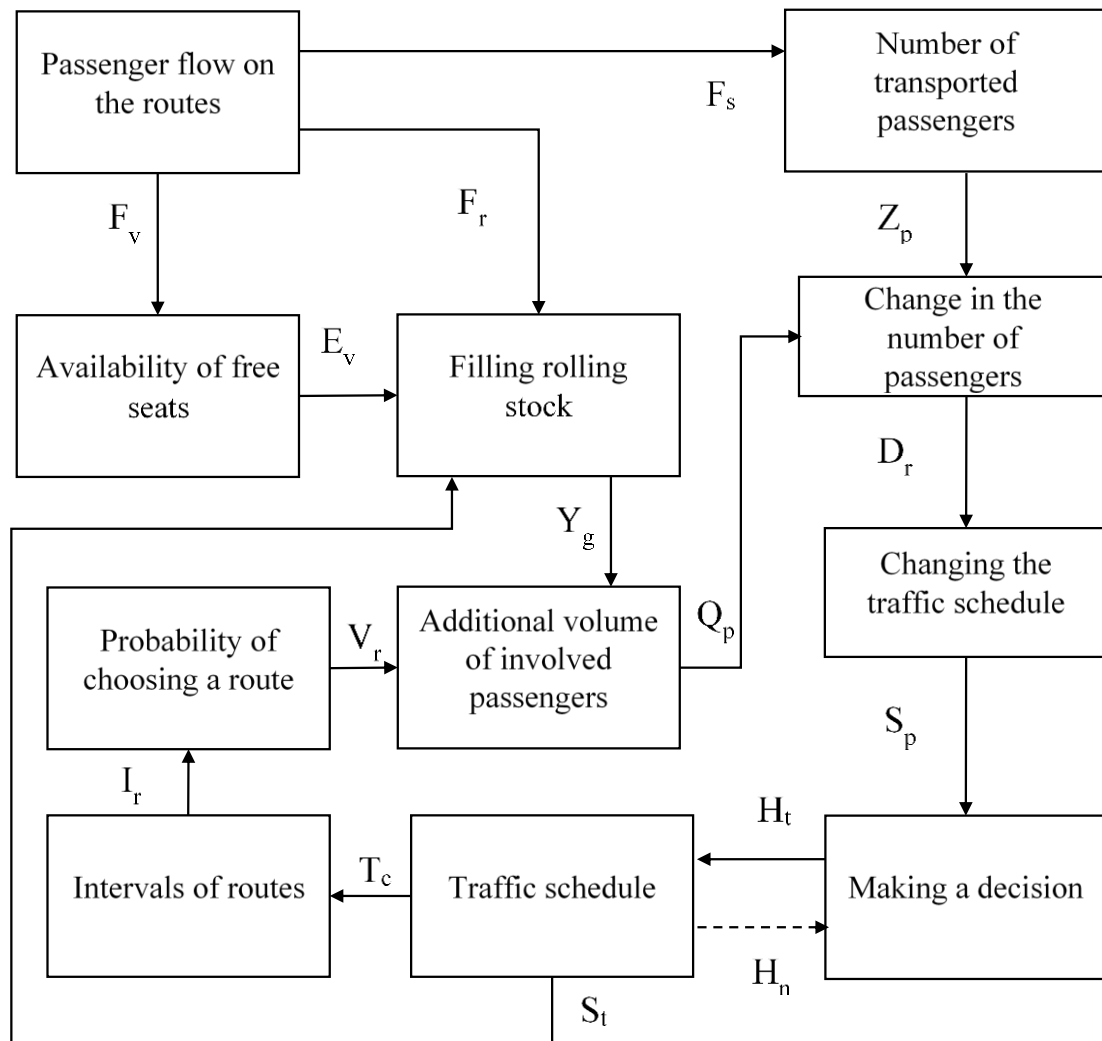 Passenger flow on
the routes
Number of
transported
passengers
F_s
F_v
F_r
Z_p
Availability of free
seats
E_v
Filling rolling
stock
Change in the
number of
passengers
Y_g
D_r
Probability of
choosing a route
V_r
Additional volume
of involved
passengers
Q_p
Changing the
traffic schedule
I_r
S_p
H_t
Intervals of routes
T_c
Traffic schedule
Making a decision
H_n
S_t